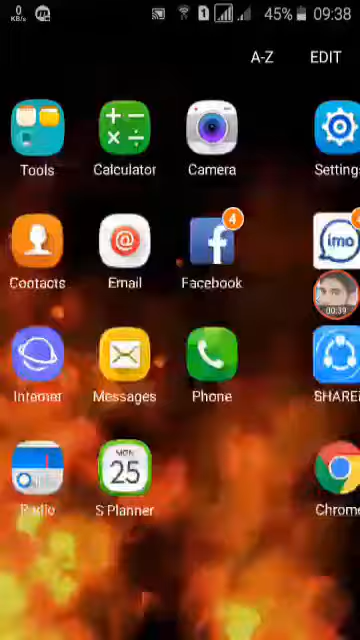 0
KB/s
1
45%
09:38
A-Z
EDIT
Tools
Calculator
Camera
Setting
Contacts
Email
4
Facebook
imo
00:39
Internet
Messages
Phone
SHARE
Radio
MON
25
S Planner
Chrome